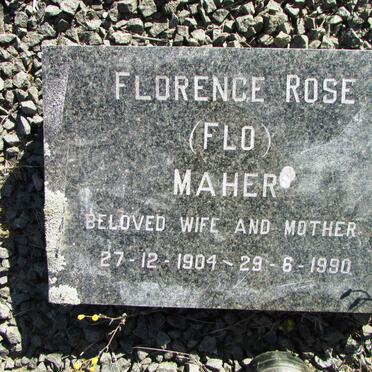 FLORENCE ROSE
(FLO)
MAHER
BELOVED WIFE AND MOTHER
27-12-1904~29-6-1990